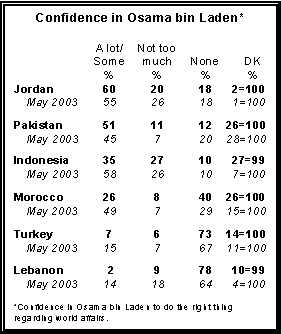 Confidence in Osama bin Laden*
A lot/ Not too
Some much None DK
% % % %
Jordan 60 20 18 2=100
May 2003 55 26 18 1=100
Pakistan 51 11 12 26=100
May 2003 45 7 20 28=100
Indonesia 35 27 10 27=99
May 2003 58 26 10 7=100
Morocco 26 8 40 26=100
May 2003 49 7 29 15=100
Turkey 7 6 73 14=100
May 2003 15 7 67 11=100
Lebanon 2 9 78 10=99
May 2003 14 18 64 4=100
*Confidence in Osama bin Laden to do the right thing
regarding world affairs.